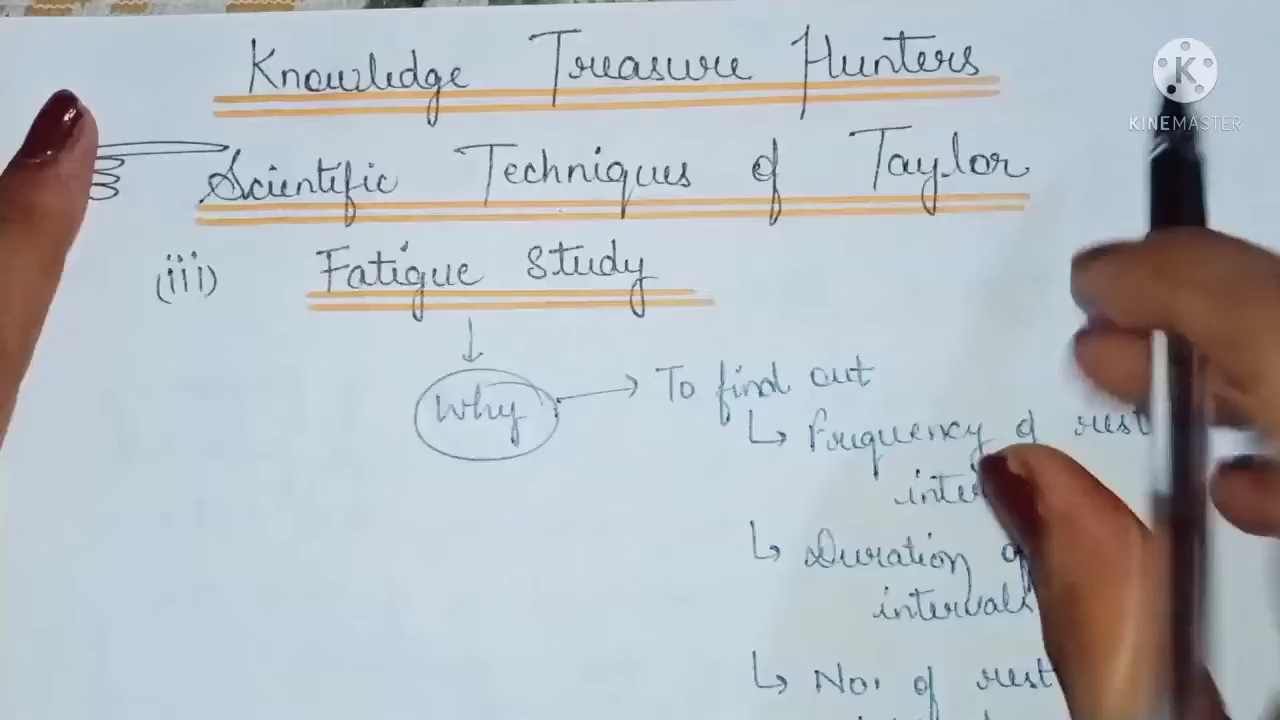 Knowledge Treasure Hunters
KINEMASTER
Scientific Techniques of Taylor
(iii) Fatigue Study
Why → To find out
↳ Frequency of rest
↳ Duration
intervals
↳ No. of rest